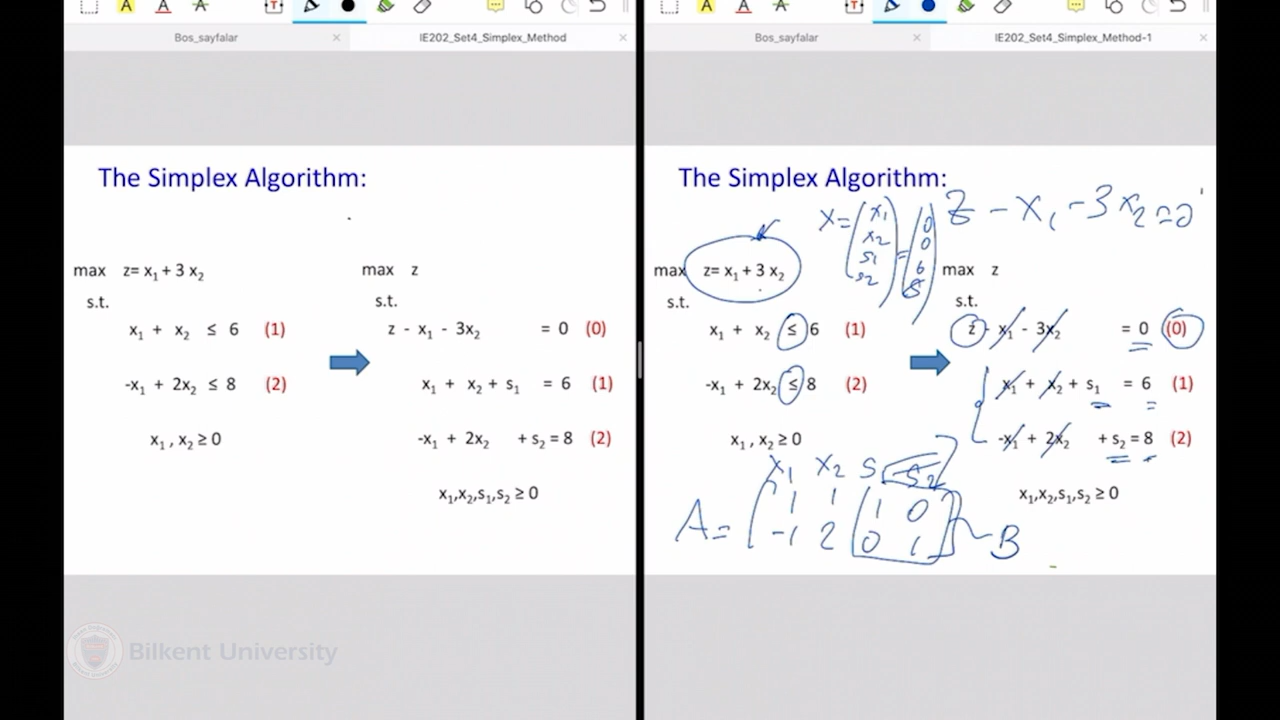 Bos_sayfalar
IE202_Set4_Simplex_Method
The Simplex Algorithm:
max z= x₁ + 3 x₂
s.t.
x₁ + x₂ ≤ 6 (1)
-x₁ + 2x₂ ≤ 8 (2)
x₁ , x₂ ≥ 0
max z
s.t.
z - x₁ - 3x₂ = 0 (0)
x₁ + x₂ + s₁ = 6 (1)
-x₁ + 2x₂ + s₂ = 8 (2)
x₁,x₂,s₁,s₂ ≥ 0
Bilkent University
Bos_sayfalar
IE202_Set4_Simplex_Method-1
The Simplex Algorithm:
z - x₁ - 3x₂ = 0
x = (x₁ x₂ s₁ s₂) = (0 0 6 8)
max z= x₁ + 3 x₂
s.t.
x₁ + x₂ ≤ 6 (1)
-x₁ + 2x₂ ≤ 8 (2)
x₁ , x₂ ≥ 0
max z
s.t.
z - x₁ - 3x₂ = 0 (0)
x₁ + x₂ + s₁ = 6 (1)
-x₁ + 2x₂ + s₂ = 8 (2)
x₁,x₂,s₁,s₂ ≥ 0
x₁ x₂ s₁ s₂
A= 1 1 1 0
-1 2 0 1
B